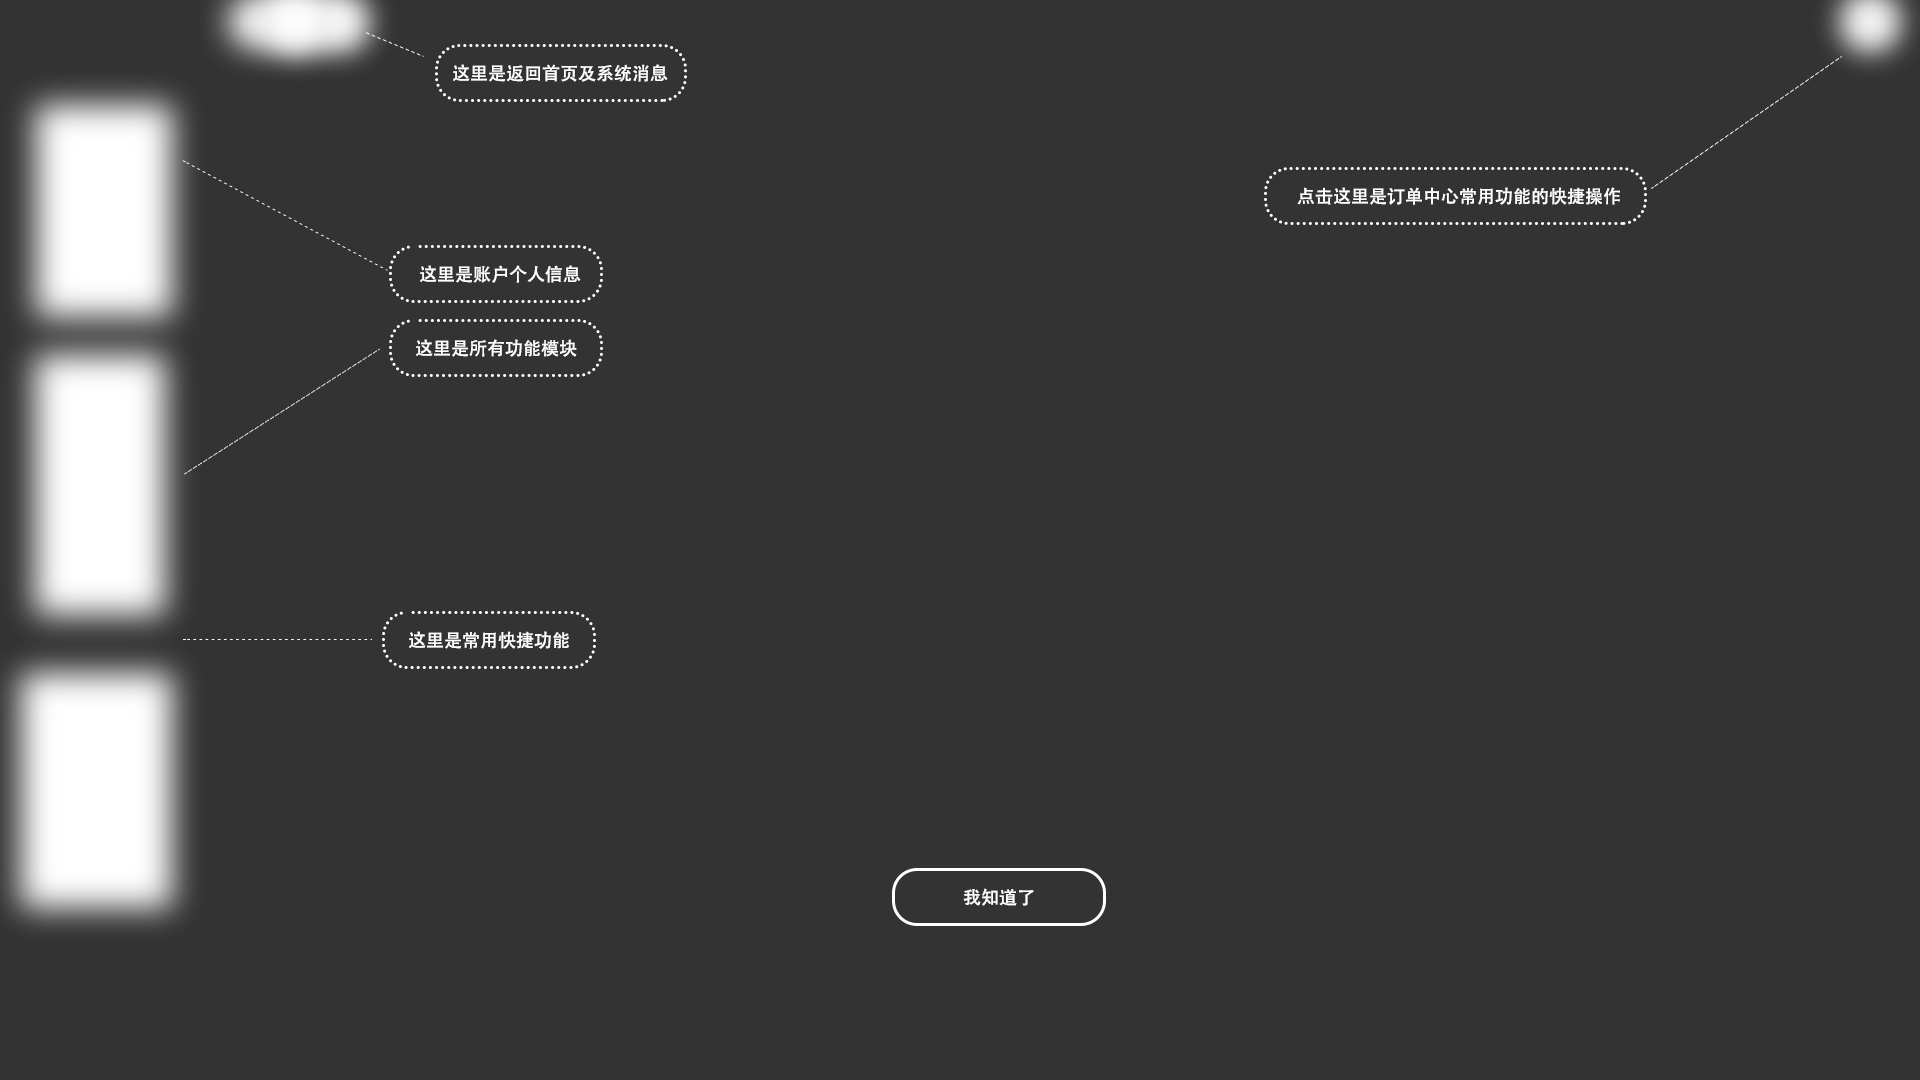 这里是返回首页及系统消息
点击这里是订单中心常用功能的快捷操作
这里是账户个人信息
这里是所有功能模块
这里是常用快捷功能
我知道了